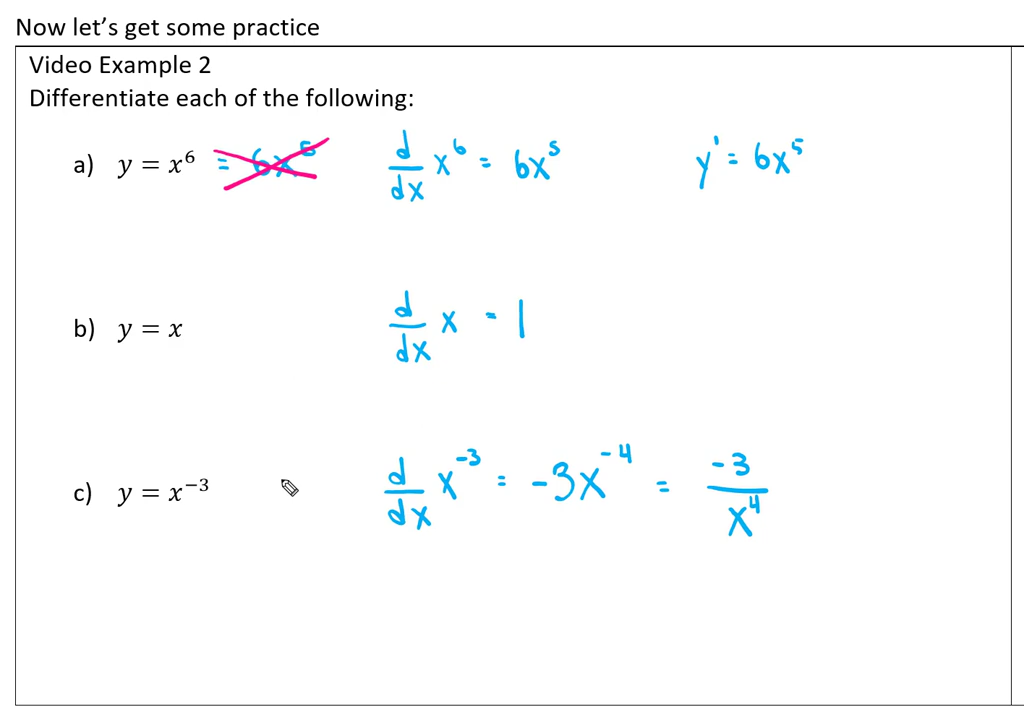 Now let’s get some practice
Video Example 2
Differentiate each of the following:
a) y = x⁶ = 6x⁵ d/dx x⁶ = 6x⁵ y' = 6x⁵
b) y = x d/dx x = 1
c) y = x⁻³ d/dx x⁻³ = -3x⁻⁴ = -3/x⁴